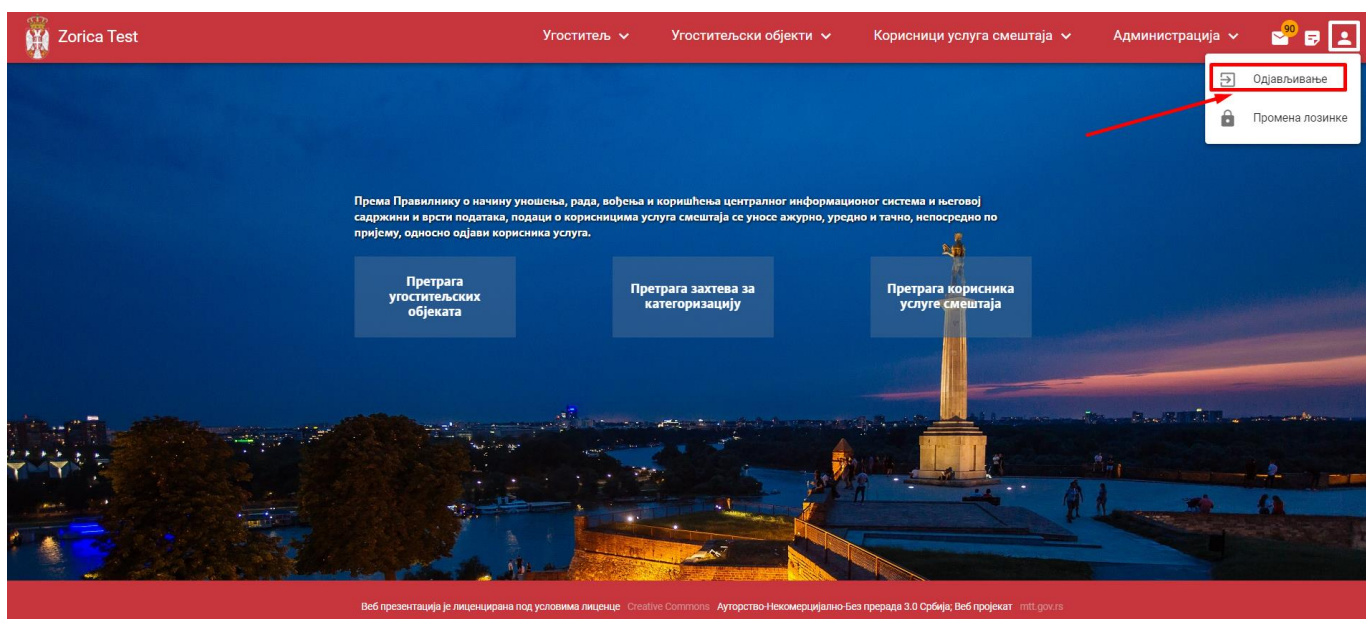 Zorica Test
Угоститељ
Угоститељски објекти
Корисници услуга смештаја
Администрација
90
Одјављивање
Промена лозинке
Према Правилнику о начину уношења, рада, вођења и коришћења централног информационог система и његовој
садржини и врсти података, подаци о корисницима услуга смештаја се уносе ажурно, уредно и тачно, непосредно по
пријему, односно одјави корисника услуга.
Претрага
угоститељских
објеката
Претрага захтева за
категоризацију
Претрага корисника
услуге смештаја
Веб презентација је лиценцирана под условима лиценце Creative Commons Ауторство-Некомерцијално-Без прерада 3.0 Србија; Веб пројекат mtt.gov.rs